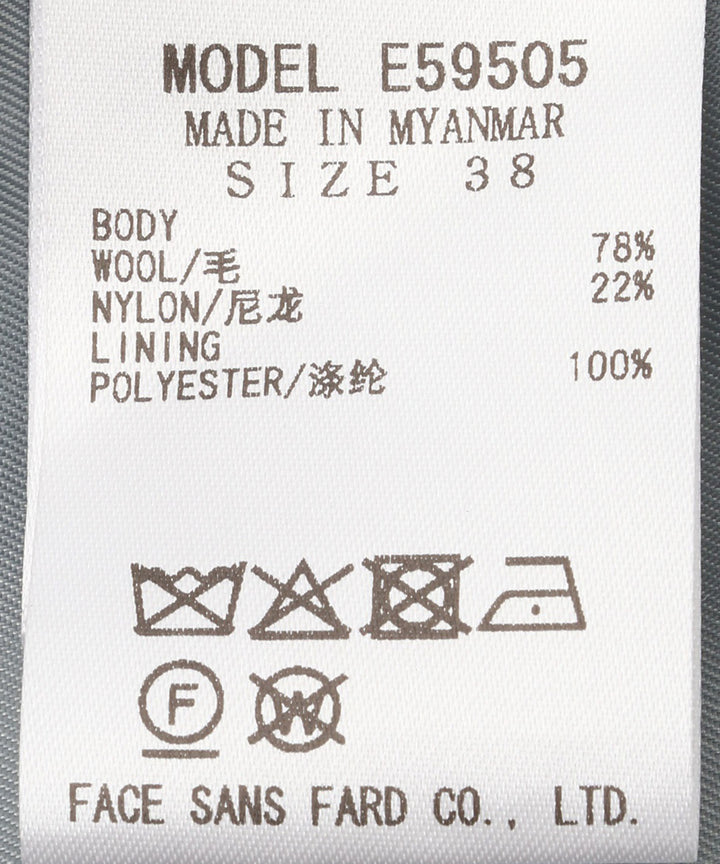 MODEL E59505
MADE IN MYANMAR
SIZE 38
BODY
WOOL/毛 78%
NYLON/尼龙 22%
LINING
POLYESTER/涤纶 100%
F W
FACE SANS FARD CO., LTD.